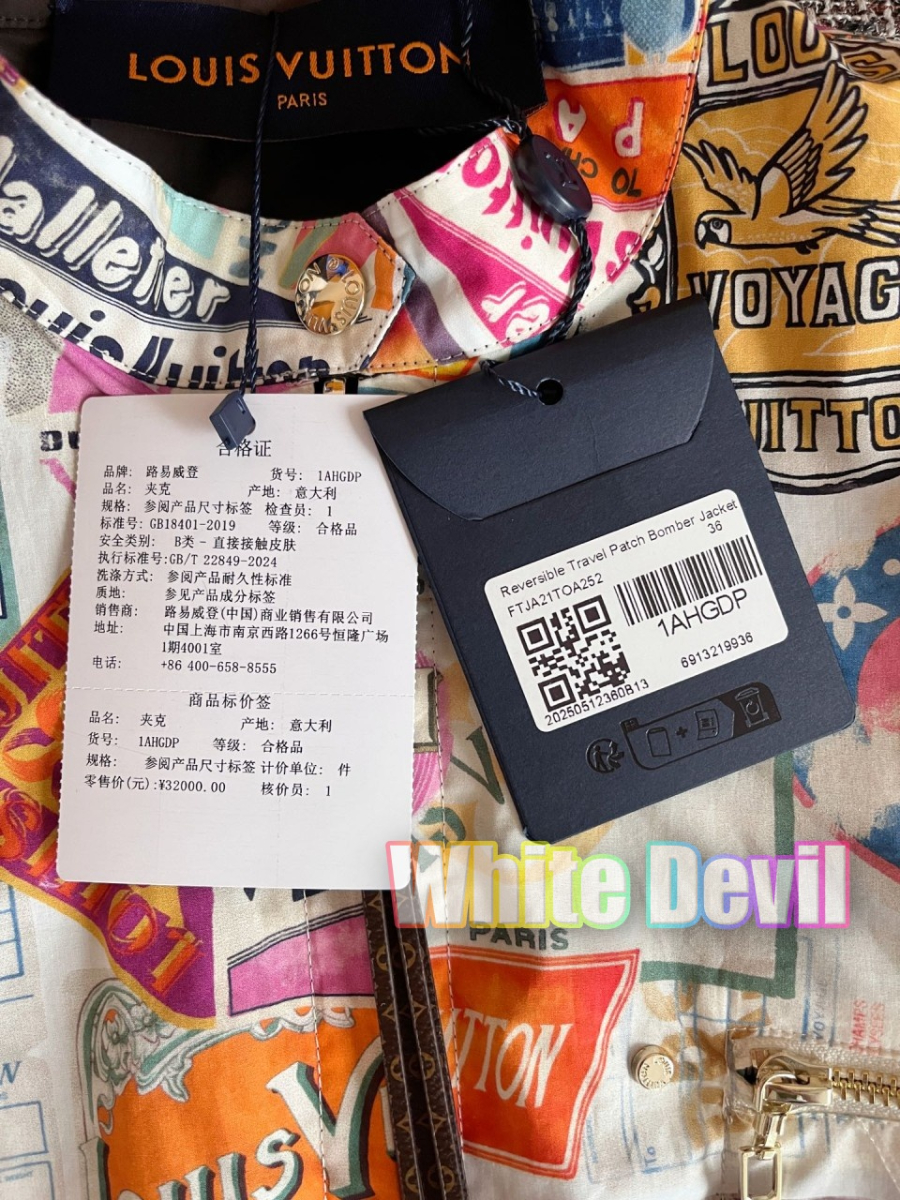 LOUIS VUITTON
PARIS
LOU
PA
TO CH
Malletier
Louis Vuitton
VOYAG
VUITTO
合格证
品牌: 路易威登 货号: 1AHGDP
品名: 夹克 产地: 意大利
规格: 参阅产品尺寸标签 检查员: 1
标准号: GB18401-2019 等级: 合格品
安全类别: B类 - 直接接触皮肤
执行标准号:GB/T 22849-2024
洗涤方式: 参阅产品耐久性标准
质地: 参见产品成分标签
销售商: 路易威登(中国)商业销售有限公司
地址: 中国上海市南京西路1266号恒隆广场
1期4001室
电话: +86 400-658-8555
商品标价签
品名: 夹克 产地: 意大利
货号: 1AHGDP 等级: 合格品
规格: 参阅产品尺寸标签 计价单位: 件
零售价(元):¥32000.00 核价员: 1
Reversible Travel Patch Bomber Jacket
36
FTJA21TOA252
1AHGDP
6913219936
20250512360B13
White Devil
PARIS
UITTON
LOUIS V